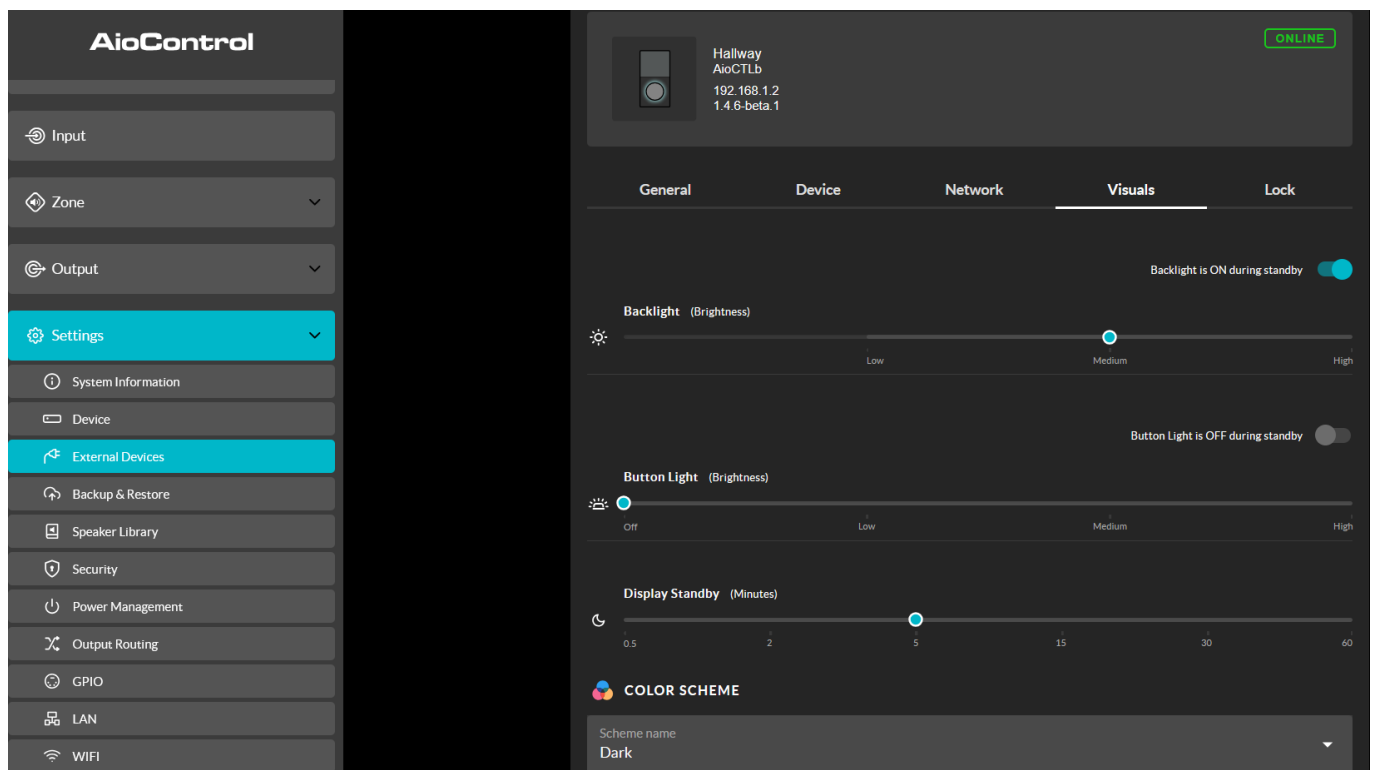 AioControl
Input
Zone
Output
Settings
System Information
Device
External Devices
Backup & Restore
Speaker Library
Security
Power Management
Output Routing
GPIO
LAN
WIFI
Hallway
AioCTLb
192.168.1.2
1.4.6-beta.1
ONLINE
General Device Network Visuals Lock
Backlight is ON during standby
Backlight (Brightness)
Low Medium High
Button Light is OFF during standby
Button Light (Brightness)
Off Low Medium High
Display Standby (Minutes)
0.5 2 5 15 30 60
COLOR SCHEME
Scheme name
Dark